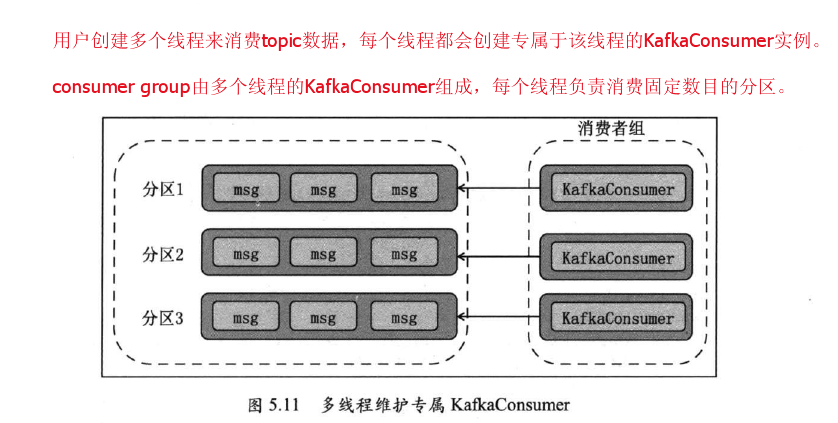 用户创建多个线程来消费topic数据，每个线程都会创建专属于该线程的KafkaConsumer实例。
consumer group由多个线程的KafkaConsumer组成，每个线程负责消费固定数目的分区。
消费者组
分区1 msg msg msg KafkaConsumer
分区2 msg msg msg KafkaConsumer
分区3 msg msg msg KafkaConsumer
图 5.11 多线程维护专属 KafkaConsumer